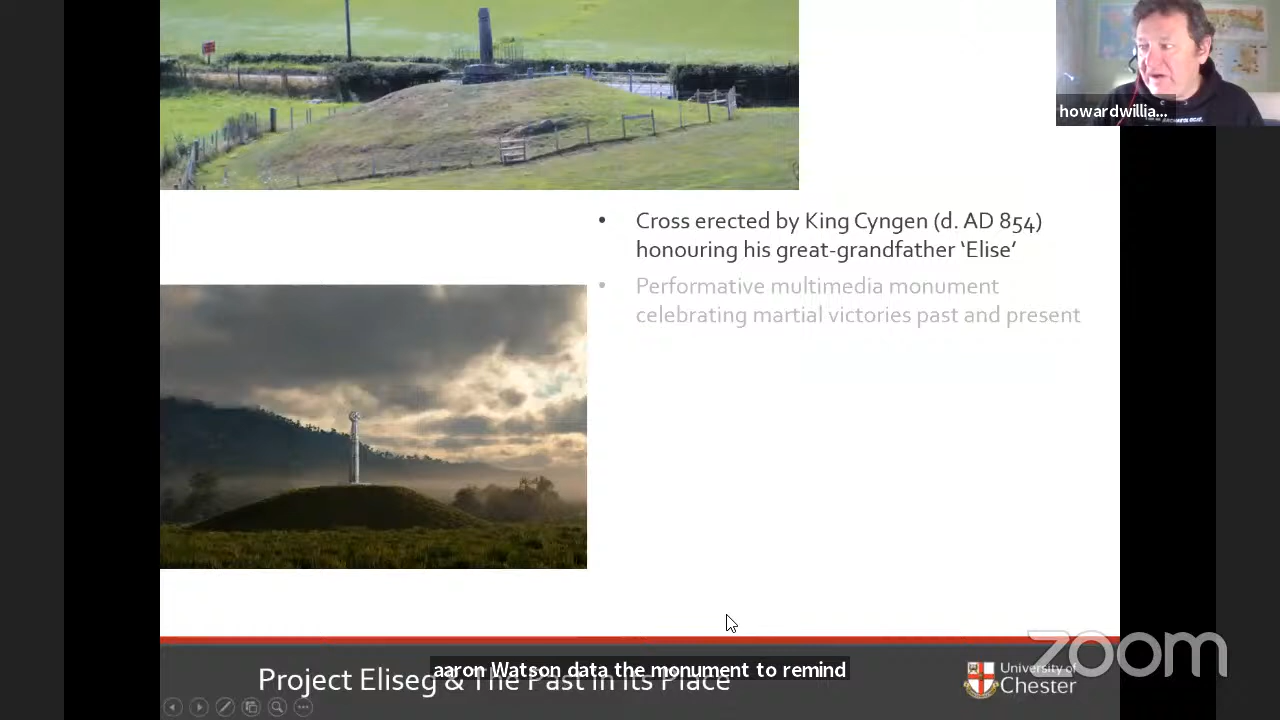 howardwillia...
• Cross erected by King Cyngen (d. AD 854)
honouring his great-grandfather ‘Elise’
• Performative multimedia monument
celebrating martial victories past and present
aaron Watson data the monument to remind
Project Eliseg & The Past in its Place
University of
Chester
zoom